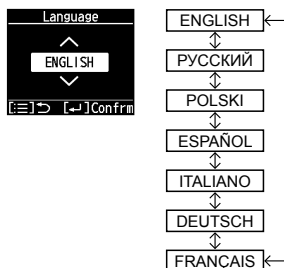 Language
ENGLISH
[☰]⮌ [↵]Confrm
ENGLISH
РУССКИЙ
POLSKI
ESPAÑOL
ITALIANO
DEUTSCH
FRANÇAIS